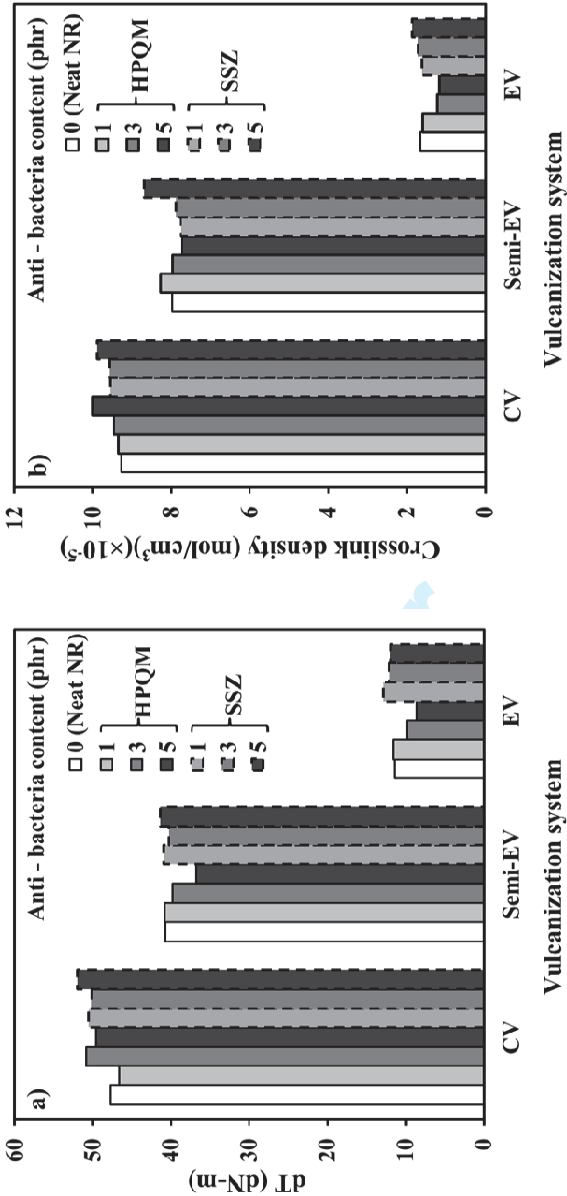 a)
Anti - bacteria content (phr)
0 (Neat NR)
1
3
5
HPQM
1
3
5
SSZ
60
50
40
30
20
10
0
dT (dN-m)
CV
Semi-EV
EV
Vulcanization system
b)
Anti - bacteria content (phr)
0 (Neat NR)
1
3
5
HPQM
1
3
5
SSZ
12
10
8
6
4
2
0
Crosslink density (mol/cm³)(×10⁻⁵)
CV
Semi-EV
EV
Vulcanization system